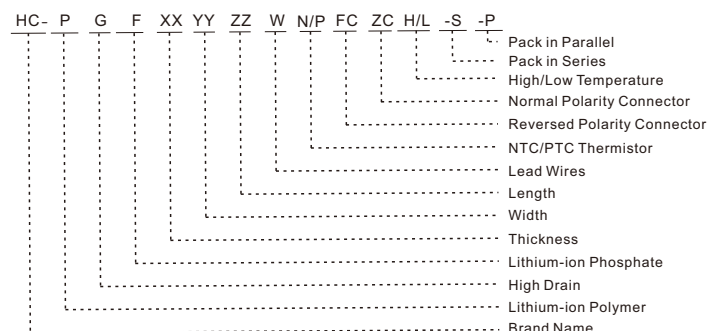 HC- P G F XX YY ZZ W N/P FC ZC H/L -S -P
Pack in Parallel
Pack in Series
High/Low Temperature
Normal Polarity Connector
Reversed Polarity Connector
NTC/PTC Thermistor
Lead Wires
Length
Width
Thickness
Lithium-ion Phosphate
High Drain
Lithium-ion Polymer
Brand Name